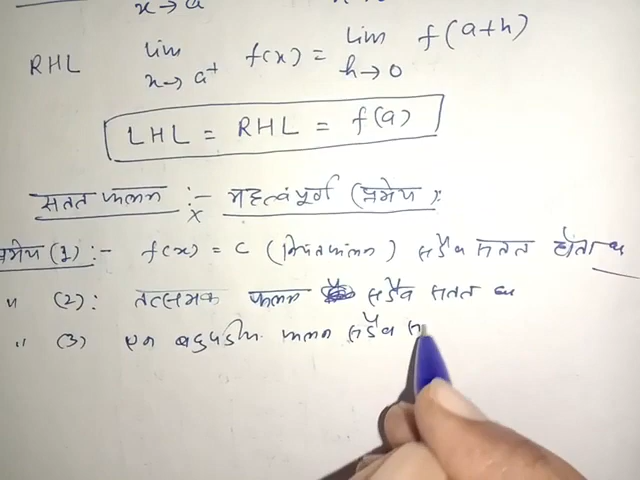 x→a
RHL lim x→a⁺ f(x) = lim h→0 f(a+h)
LHL = RHL = f(a)
सतत फलन :- महत्वपूर्ण (प्रमेय):
x
प्रमेय (1) :- f(x) = c (नियतफलन) सदैव सतत होता है
" (2): तत्समक फलन सदैव सतत है
" (3) एक बहुपदीय फलन सदैव स